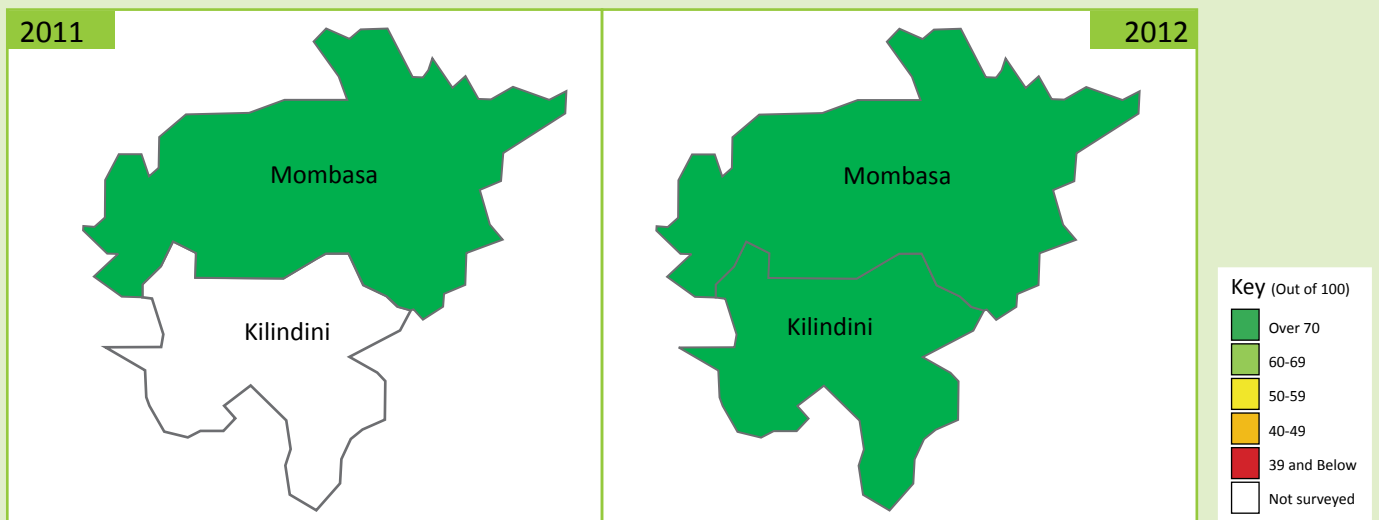 2011
Mombasa
Kilindini
2012
Mombasa
Kilindini
Key (Out of 100)
Over 70
60-69
50-59
40-49
39 and Below
Not surveyed